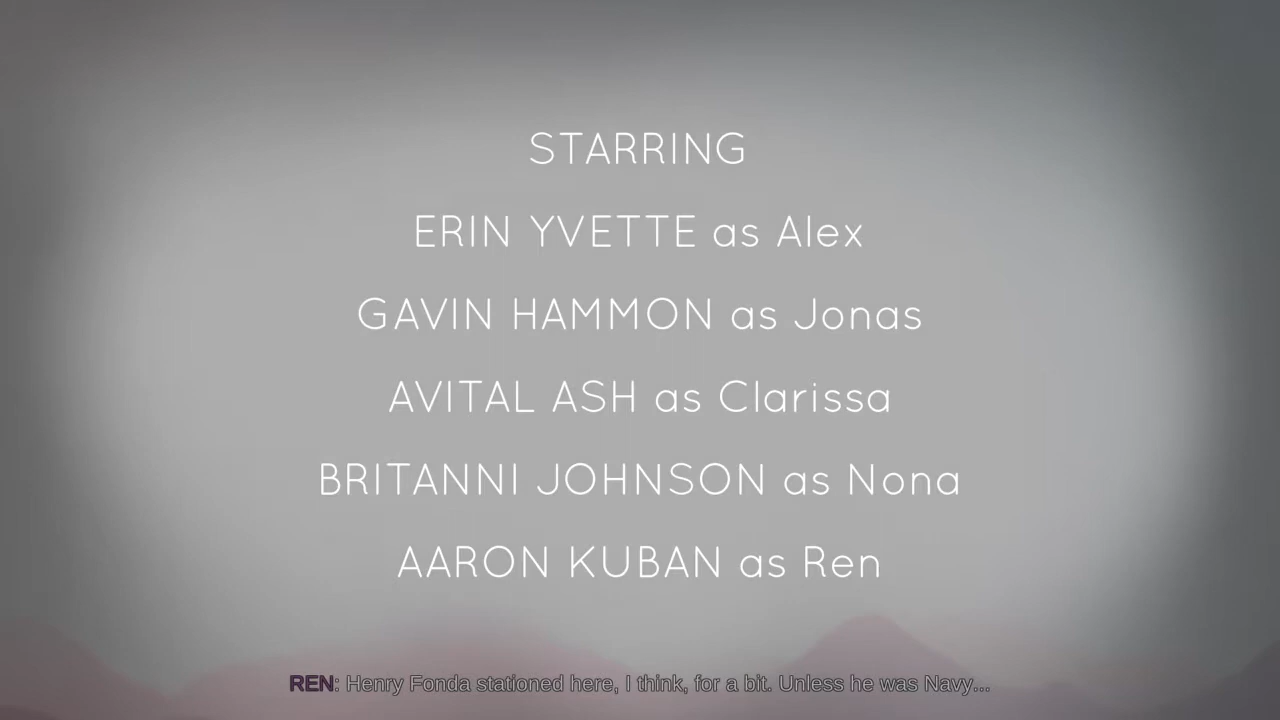 STARRING
ERIN YVETTE as Alex
GAVIN HAMMON as Jonas
AVITAL ASH as Clarissa
BRITANNI JOHNSON as Nona
AARON KUBAN as Ren
REN: Henry Fonda stationed here, I think, for a bit. Unless he was Navy...